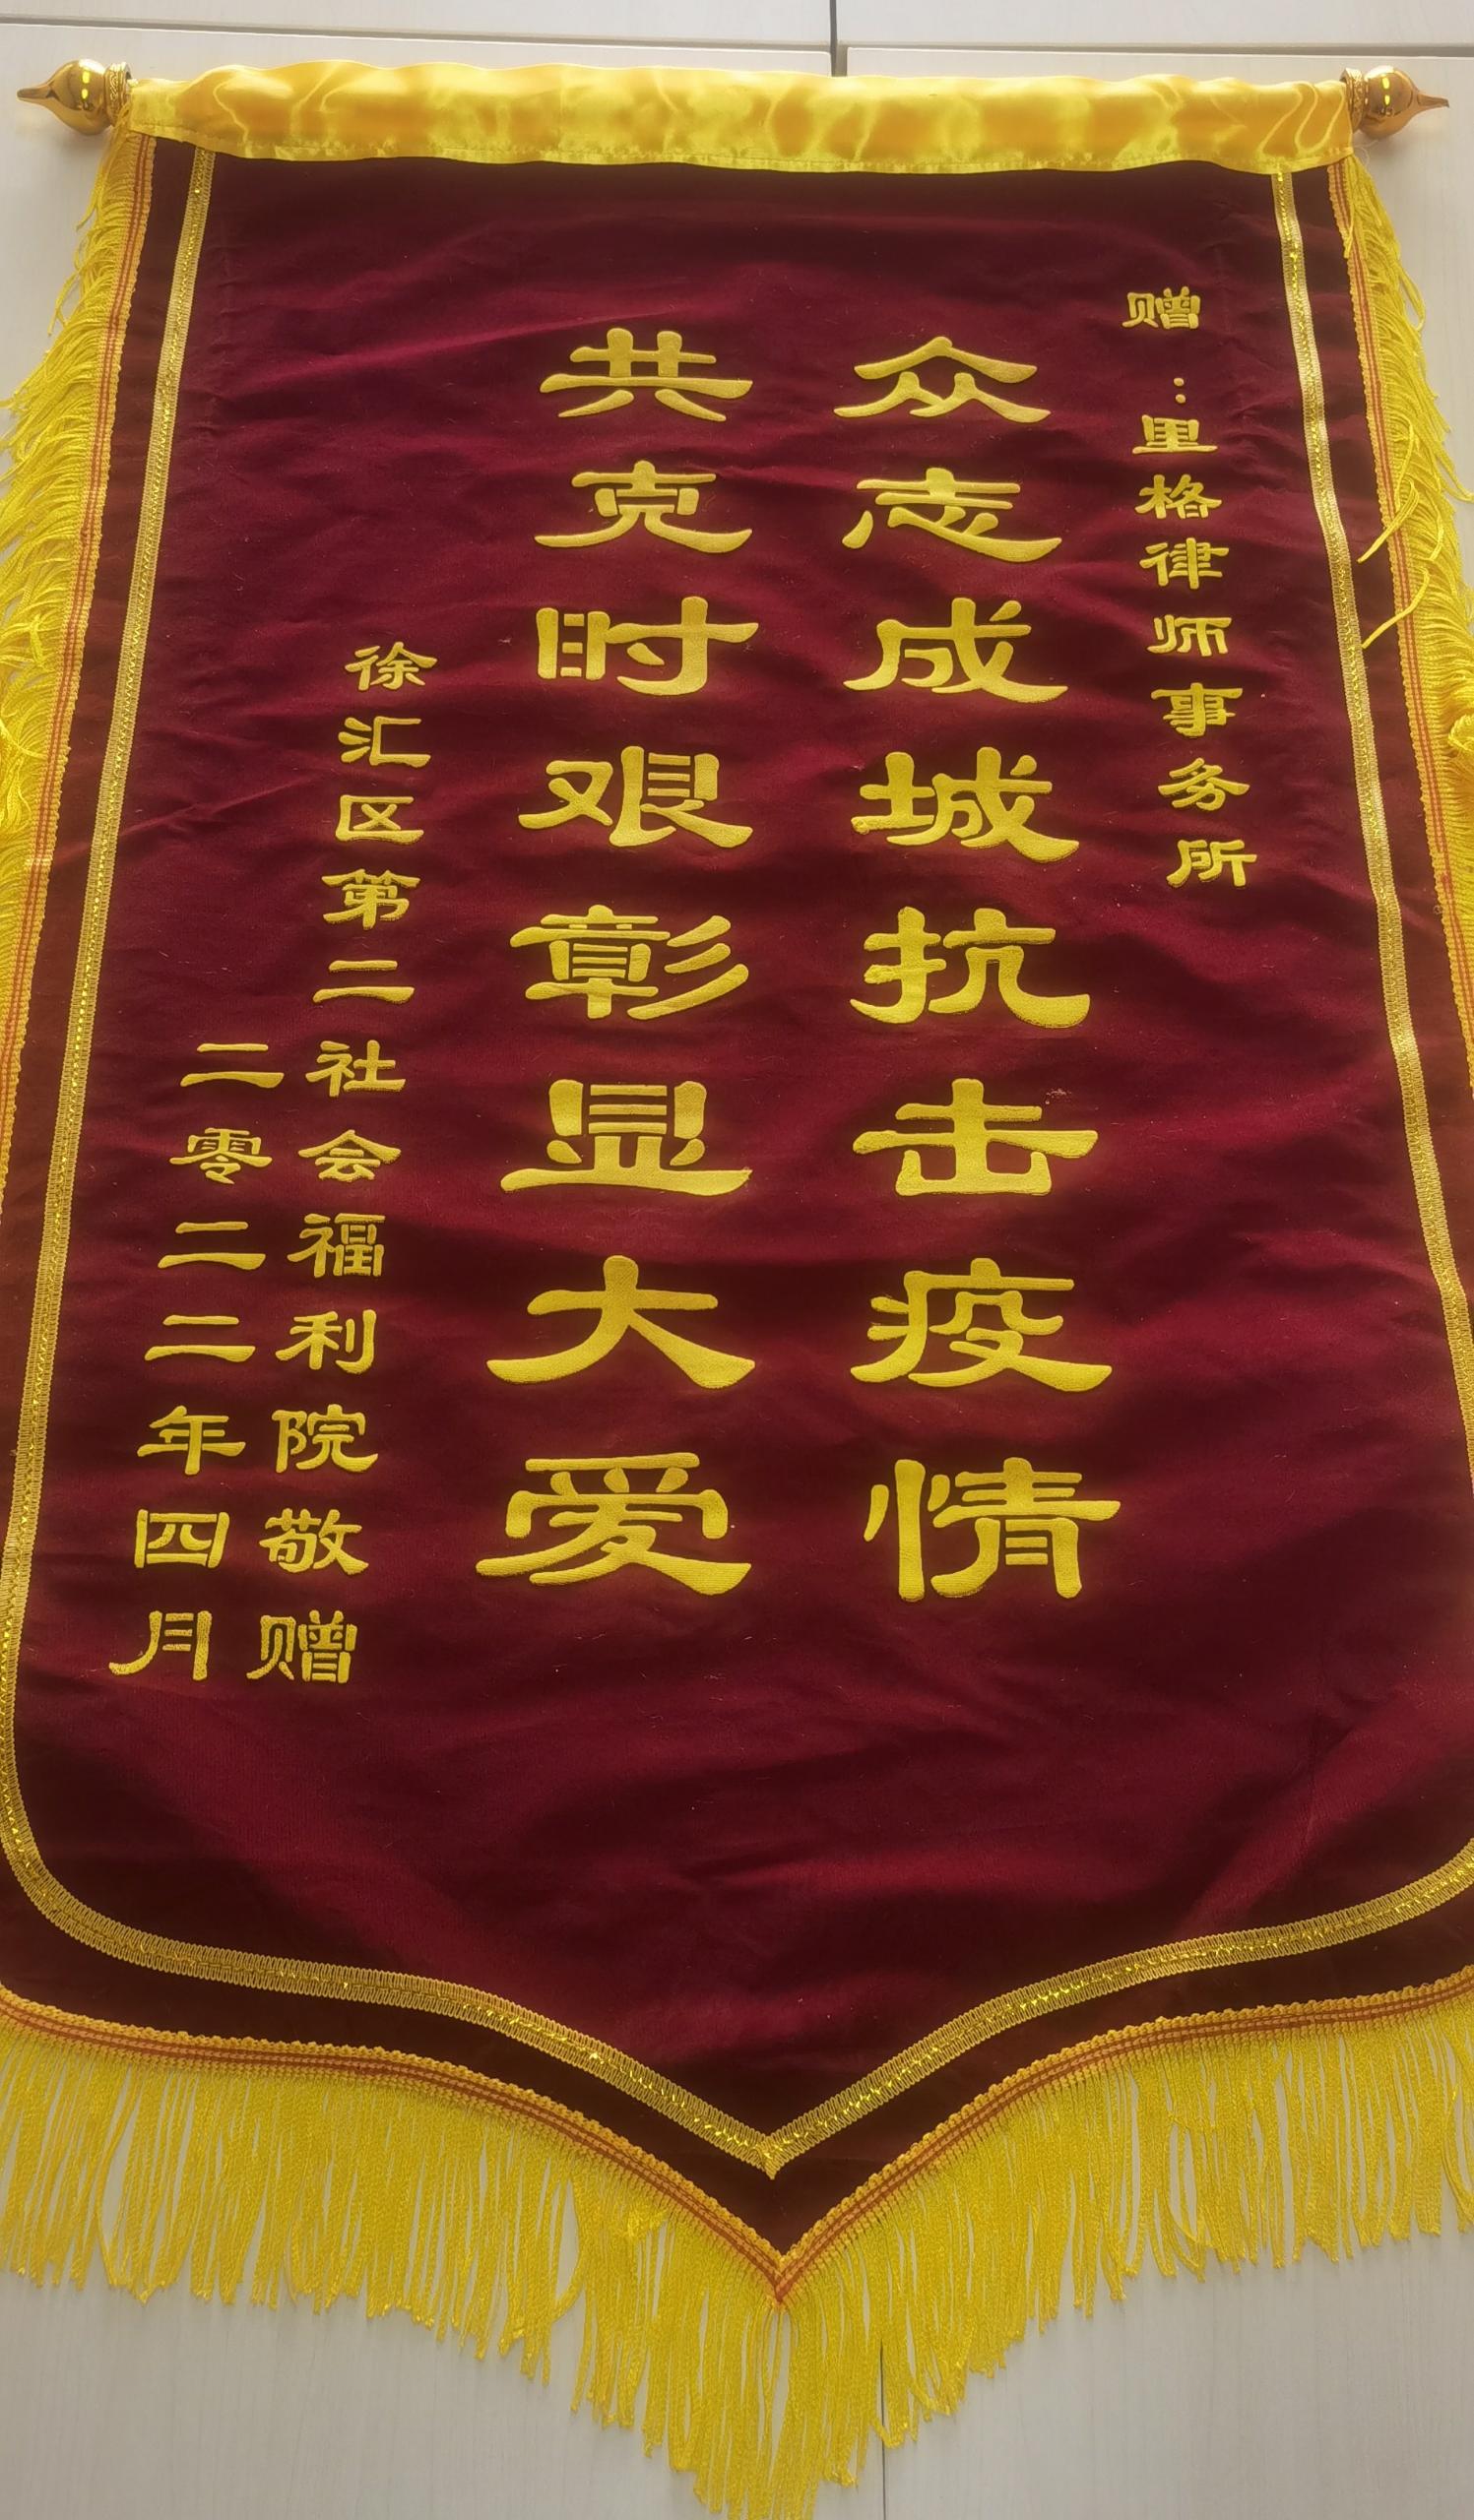 赠：里格律师事务所
众志成城抗击疫情
共克时艰彰显大爱
徐汇区第二社会福利院敬赠
二零二二年四月